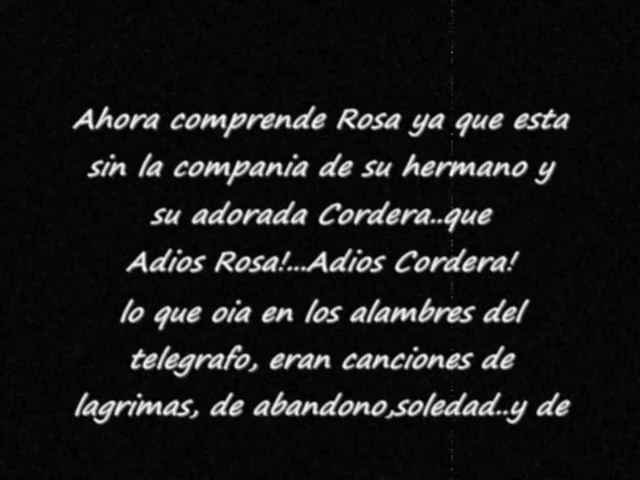 Ahora comprende Rosa ya que esta
sin la compania de su hermano y
su adorada Cordera..que
Adios Rosa!...Adios Cordera!
lo que oia en los alambres del
telegrafo, eran canciones de
lagrimas, de abandono,soledad..y de